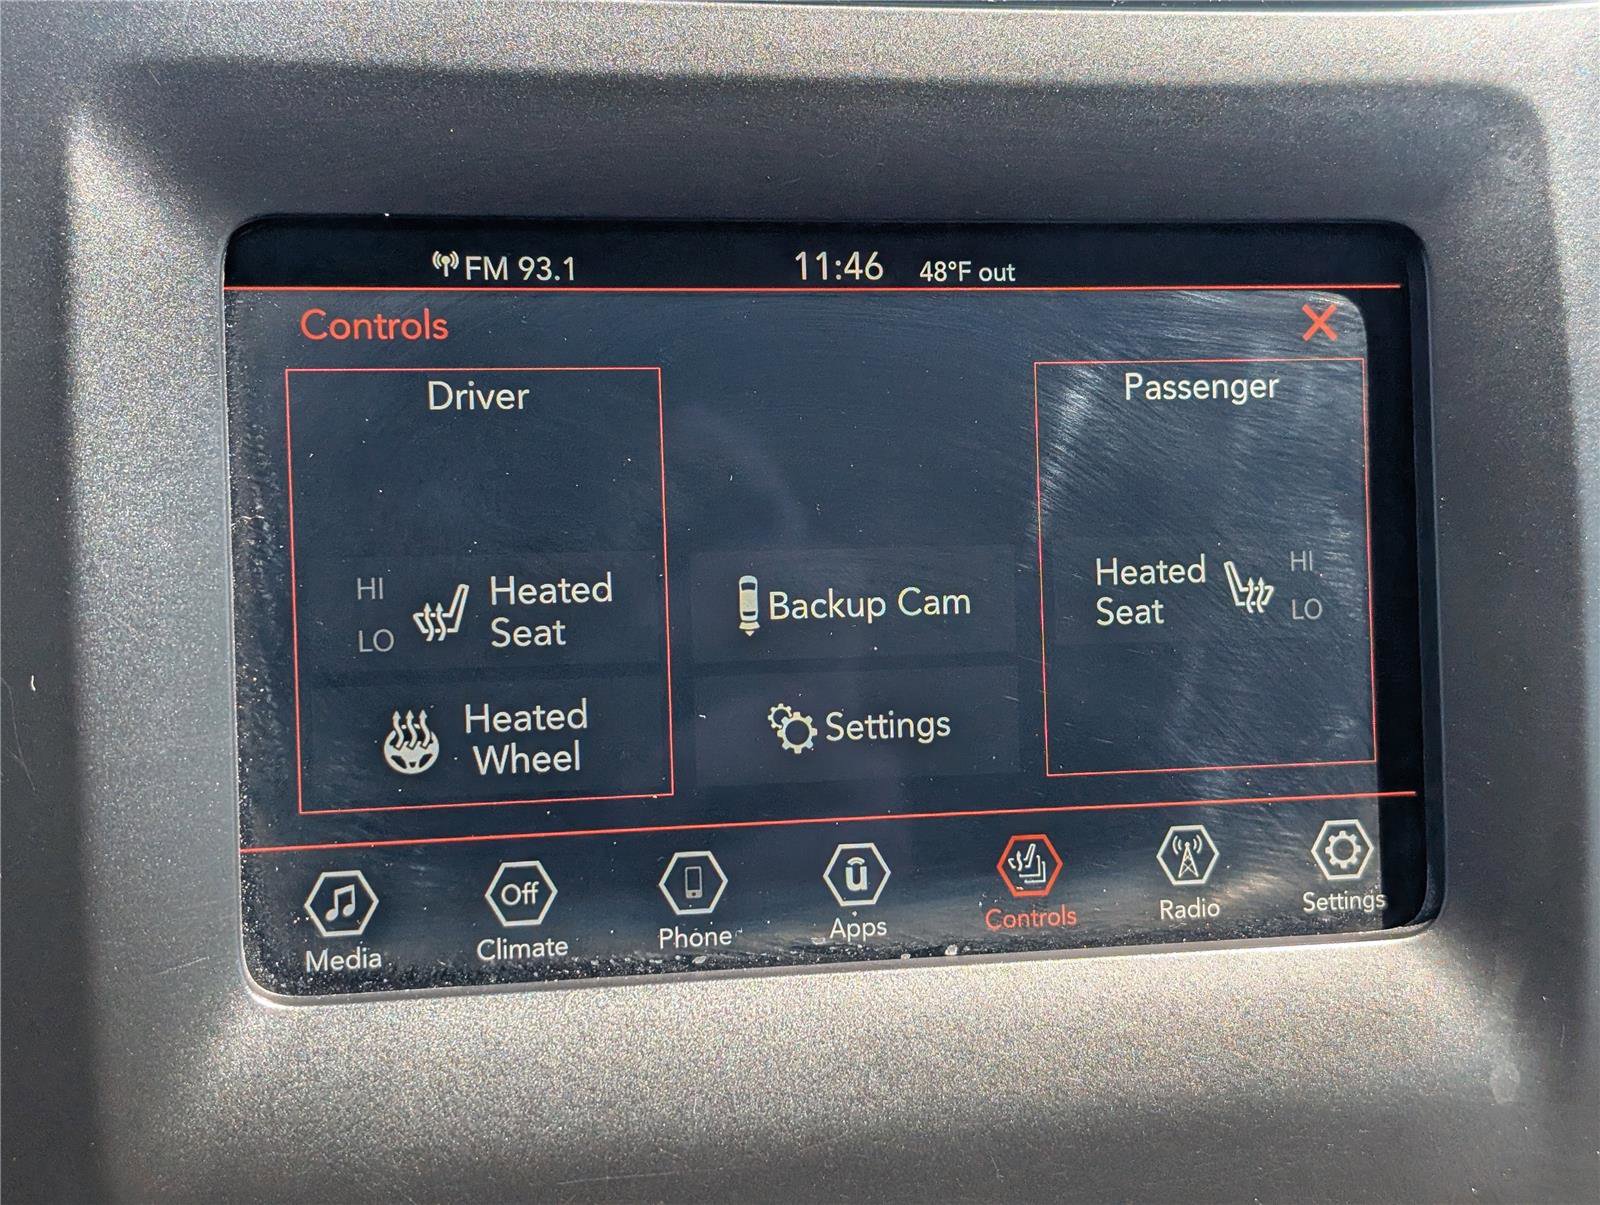 FM 93.1 11:46 48°F out
Controls X
Driver
Passenger
HI
LO
Heated
Seat
Backup Cam
Heated
Seat
HI
LO
Heated
Wheel
Settings
Media
Off
Climate
Phone
u
Apps
Controls
Radio
Settings